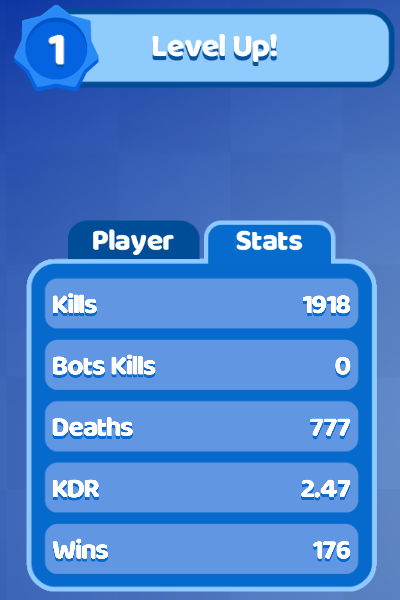 1
Level Up!
Player Stats
Kills 1918
Bots Kills 0
Deaths 777
KDR 2.47
Wins 176